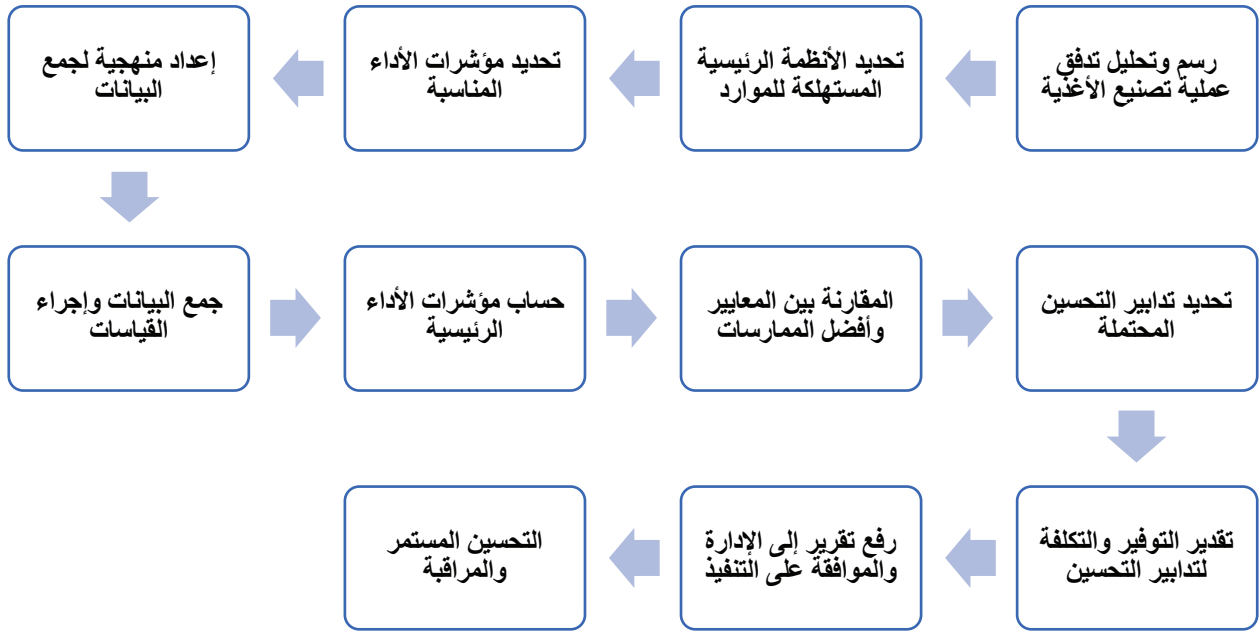 رسم وتحليل تدفق
عملية تصنيع الأغذية
تحديد الأنظمة الرئيسية
المستهلكة للموارد
تحديد مؤشرات الأداء
المناسبة
إعداد منهجية لجمع
البيانات
جمع البيانات وإجراء
القياسات
حساب مؤشرات الأداء
الرئيسية
المقارنة بين المعايير
وأفضل الممارسات
تحديد تدابير التحسين
المحتملة
تقدير التوفير والتكلفة
لتدابير التحسين
رفع تقرير إلى الإدارة
والموافقة على التنفيذ
التحسين المستمر
والمراقبة